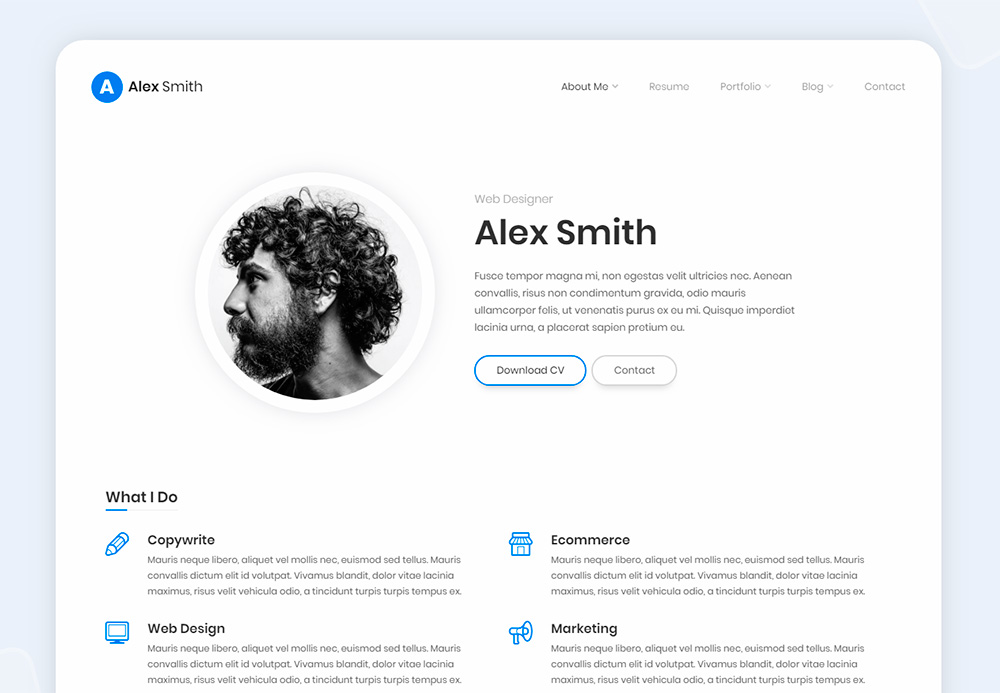 A Alex Smith
About Me Resume Portfolio Blog Contact
Web Designer
Alex Smith
Fusce tempor magna mi, non egestas velit ultricies nec. Aenean
convallis, risus non condimentum gravida, odio mauris
ullamcorper felis, ut venenatis purus ex eu mi. Quisque imperdiet
lacinia urna, a placerat sapien pretium eu.
Download CV Contact
What I Do
Copywrite
Mauris neque libero, aliquet vel mollis nec, euismod sed tellus. Mauris
convallis dictum elit id volutpat. Vivamus blandit, dolor vitae lacinia
maximus, risus velit vehicula odio, a tincidunt turpis turpis tempus ex.
Ecommerce
Mauris neque libero, aliquet vel mollis nec, euismod sed tellus. Mauris
convallis dictum elit id volutpat. Vivamus blandit, dolor vitae lacinia
maximus, risus velit vehicula odio, a tincidunt turpis turpis tempus ex.
Web Design
Mauris neque libero, aliquet vel mollis nec, euismod sed tellus. Mauris
convallis dictum elit id volutpat. Vivamus blandit, dolor vitae lacinia
maximus, risus velit vehicula odio, a tincidunt turpis turpis tempus ex.
Marketing
Mauris neque libero, aliquet vel mollis nec, euismod sed tellus. Mauris
convallis dictum elit id volutpat. Vivamus blandit, dolor vitae lacinia
maximus, risus velit vehicula odio, a tincidunt turpis turpis tempus ex.